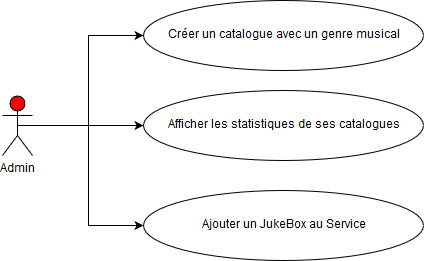 Créer un catalogue avec un genre musical
Afficher les statistiques de ses catalogues
Admin
Ajouter un JukeBox au Service